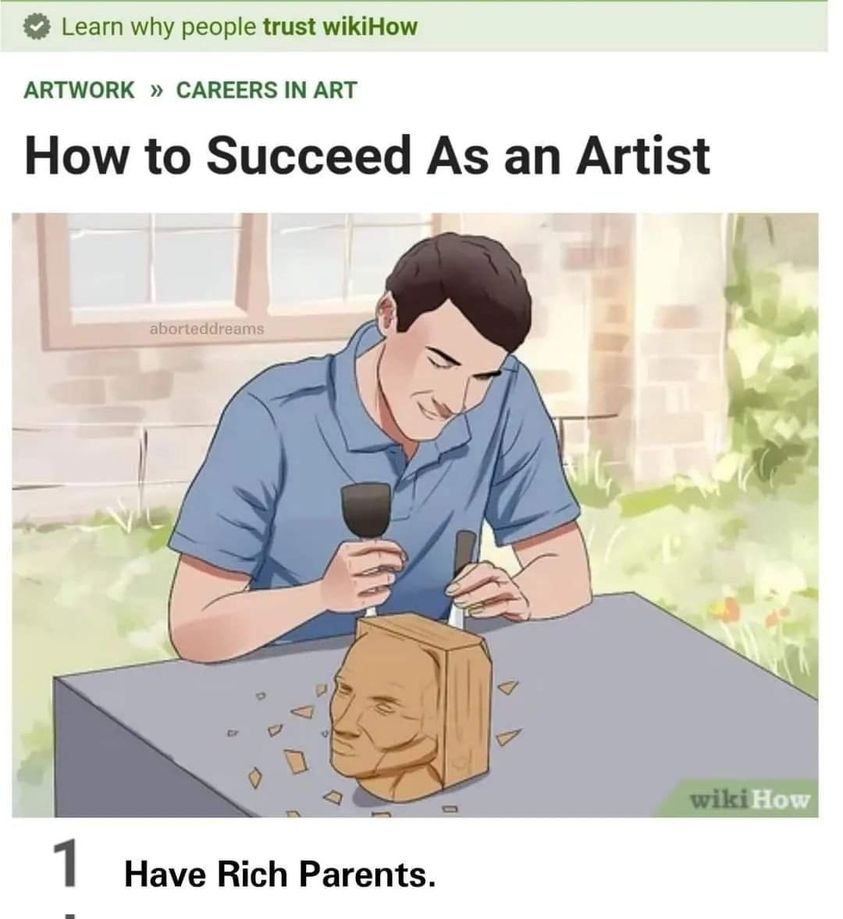 Learn why people trust wikiHow
ARTWORK » CAREERS IN ART
How to Succeed As an Artist
aborteddreams
wikiHow
1 Have Rich Parents.